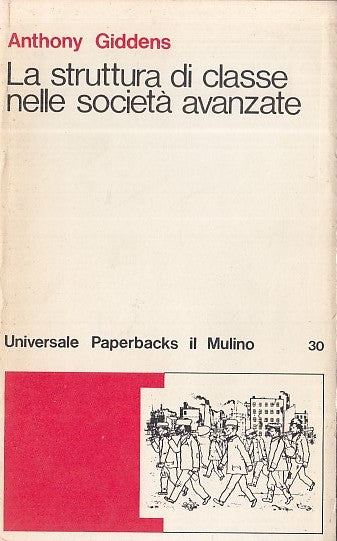 Anthony Giddens
La struttura di classe
nelle società avanzate
Universale Paperbacks il Mulino 30